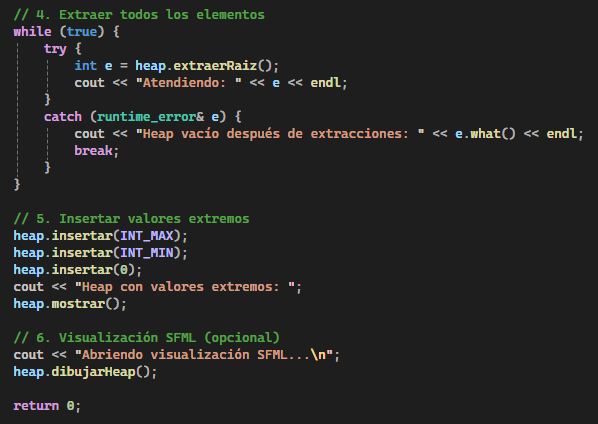 // 4. Extraer todos los elementos
while (true) {
    try {
        int e = heap.extraerRaiz();
        cout << "Atendiendo: " << e << endl;
    }
    catch (runtime_error& e) {
        cout << "Heap vacío después de extracciones: " << e.what() << endl;
        break;
    }
}

// 5. Insertar valores extremos
heap.insertar(INT_MAX);
heap.insertar(INT_MIN);
heap.insertar(0);
cout << "Heap con valores extremos: ";
heap.mostrar();

// 6. Visualización SFML (opcional)
cout << "Abriendo visualización SFML...\n";
heap.dibujarHeap();

return 0;